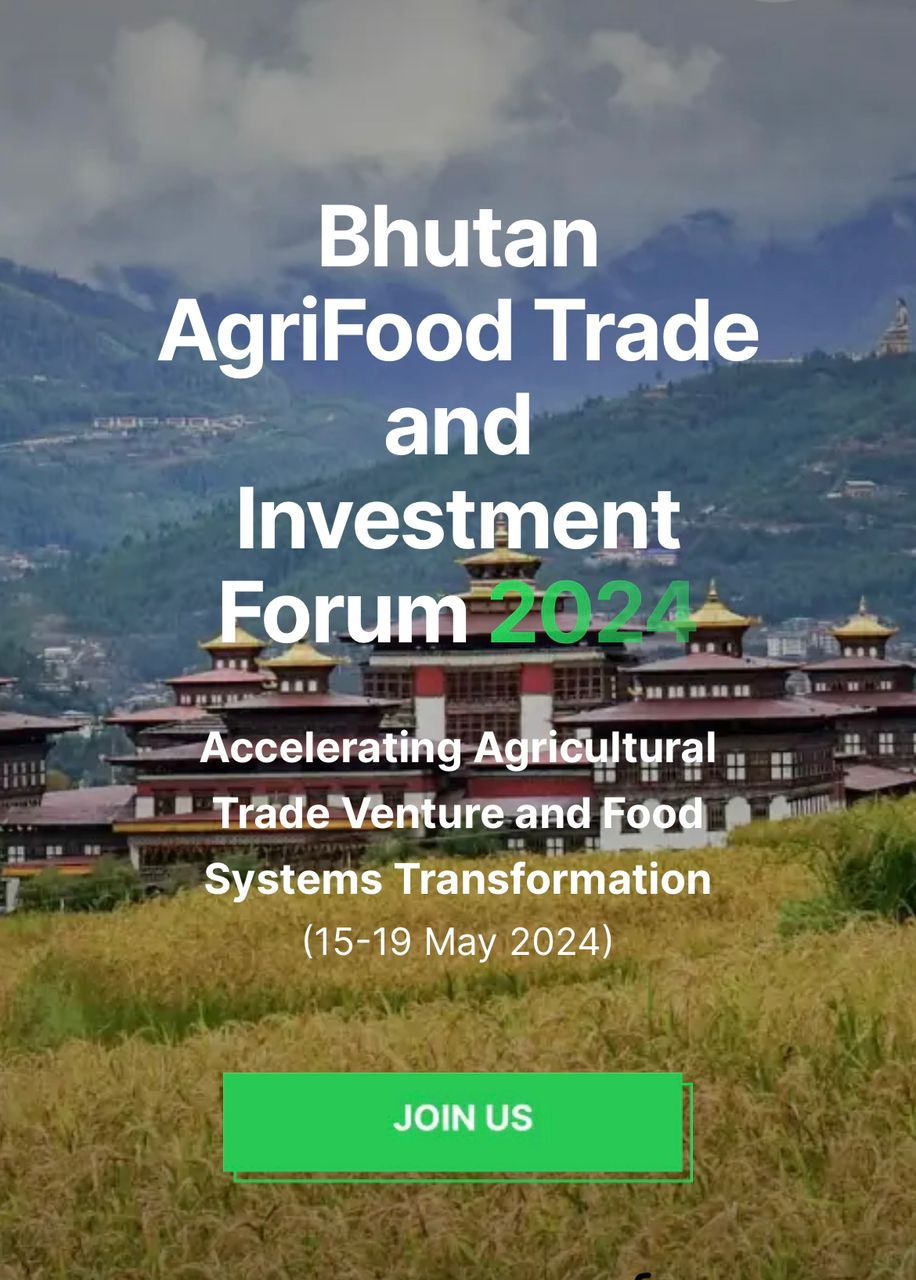 Bhutan
AgriFood Trade
and
Investment
Forum 2024
Accelerating Agricultural
Trade Venture and Food
Systems Transformation
(15-19 May 2024)
JOIN US